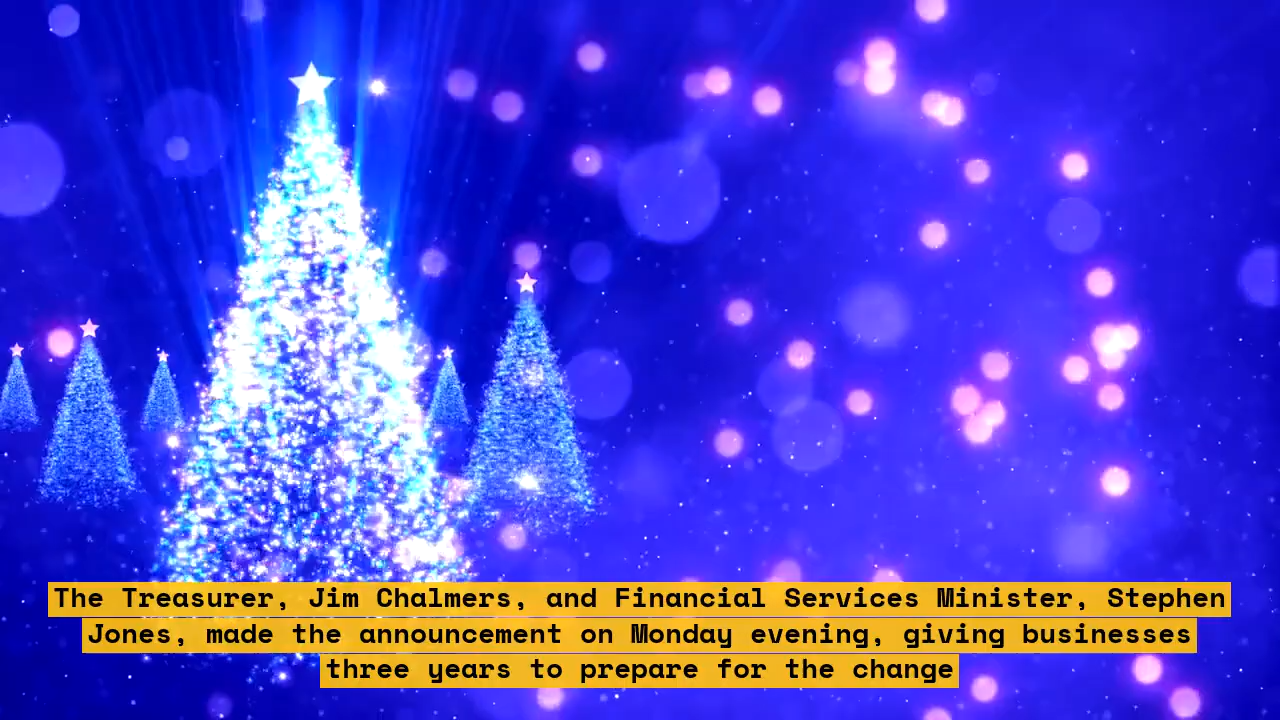 The Treasurer, Jim Chalmers, and Financial Services Minister, Stephen
Jones, made the announcement on Monday evening, giving businesses
three years to prepare for the change